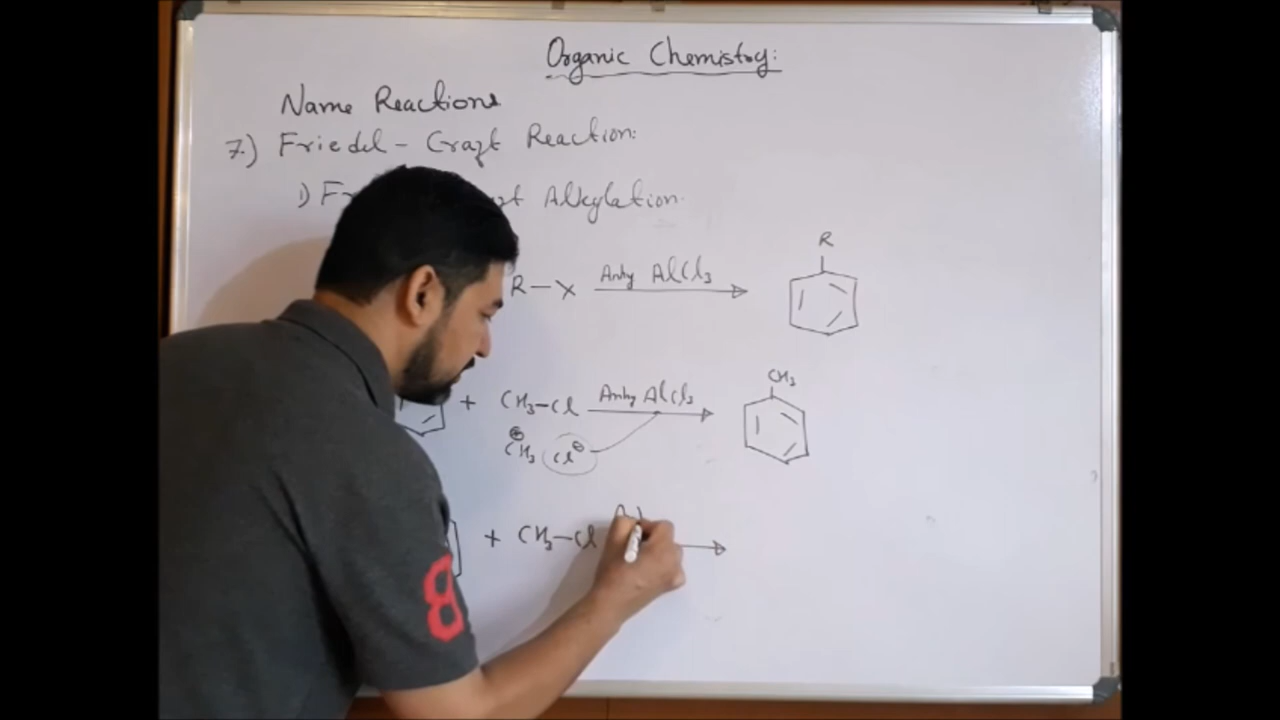 Organic Chemistry:
Name Reactions
7.) Friedel - Craft Reaction:
1) Alkylation.
R - X Anhy AlCl3 R
+ CH3-Cl Anhy AlCl3 CH3
⊕CH3 Cl⊖
+ CH3-Cl
8